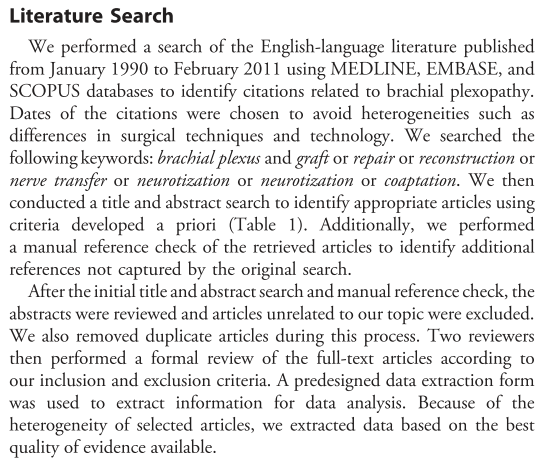 Literature Search
We performed a search of the English-language literature published
from January 1990 to February 2011 using MEDLINE, EMBASE, and
SCOPUS databases to identify citations related to brachial plexopathy.
Dates of the citations were chosen to avoid heterogeneities such as
differences in surgical techniques and technology. We searched the
following keywords: brachial plexus and graft or repair or reconstruction or
nerve transfer or neurotization or neurotization or coaptation. We then
conducted a title and abstract search to identify appropriate articles using
criteria developed a priori (Table 1). Additionally, we performed
a manual reference check of the retrieved articles to identify additional
references not captured by the original search.
After the initial title and abstract search and manual reference check, the
abstracts were reviewed and articles unrelated to our topic were excluded.
We also removed duplicate articles during this process. Two reviewers
then performed a formal review of the full-text articles according to
our inclusion and exclusion criteria. A predesigned data extraction form
was used to extract information for data analysis. Because of the
heterogeneity of selected articles, we extracted data based on the best
quality of evidence available.